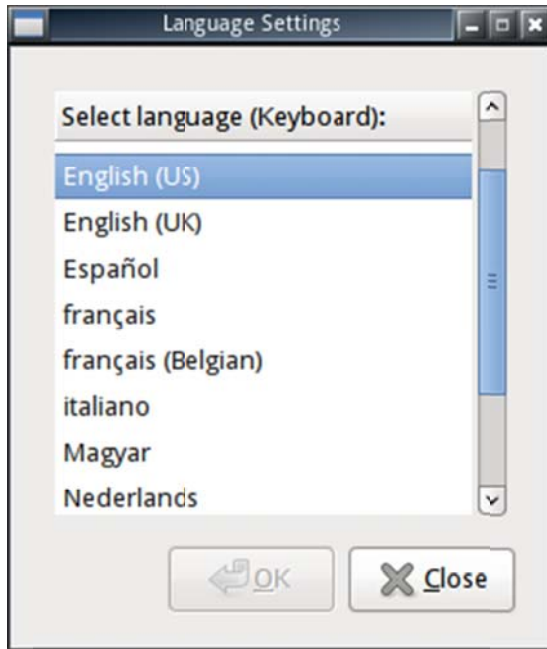 Language Settings
Select language (Keyboard):
English (US)
English (UK)
Español
français
français (Belgian)
italiano
Magyar
Nederlands
OK
Close